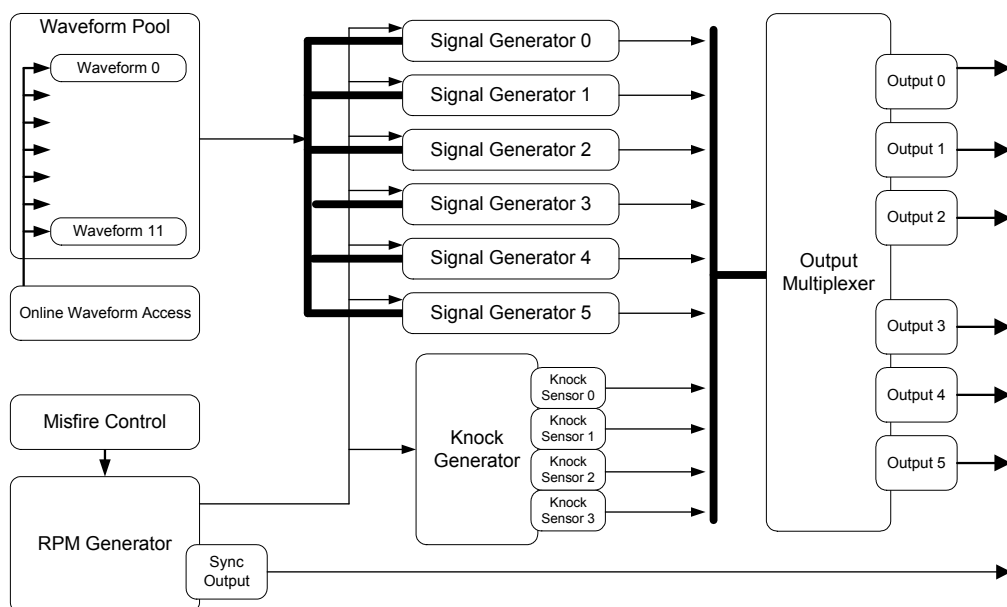 Waveform Pool
Waveform 0
Waveform 11
Online Waveform Access
Misfire Control
RPM Generator
Sync
Output
Signal Generator 0
Signal Generator 1
Signal Generator 2
Signal Generator 3
Signal Generator 4
Signal Generator 5
Knock
Generator
Knock
Sensor 0
Knock
Sensor 1
Knock
Sensor 2
Knock
Sensor 3
Output
Multiplexer
Output 0
Output 1
Output 2
Output 3
Output 4
Output 5